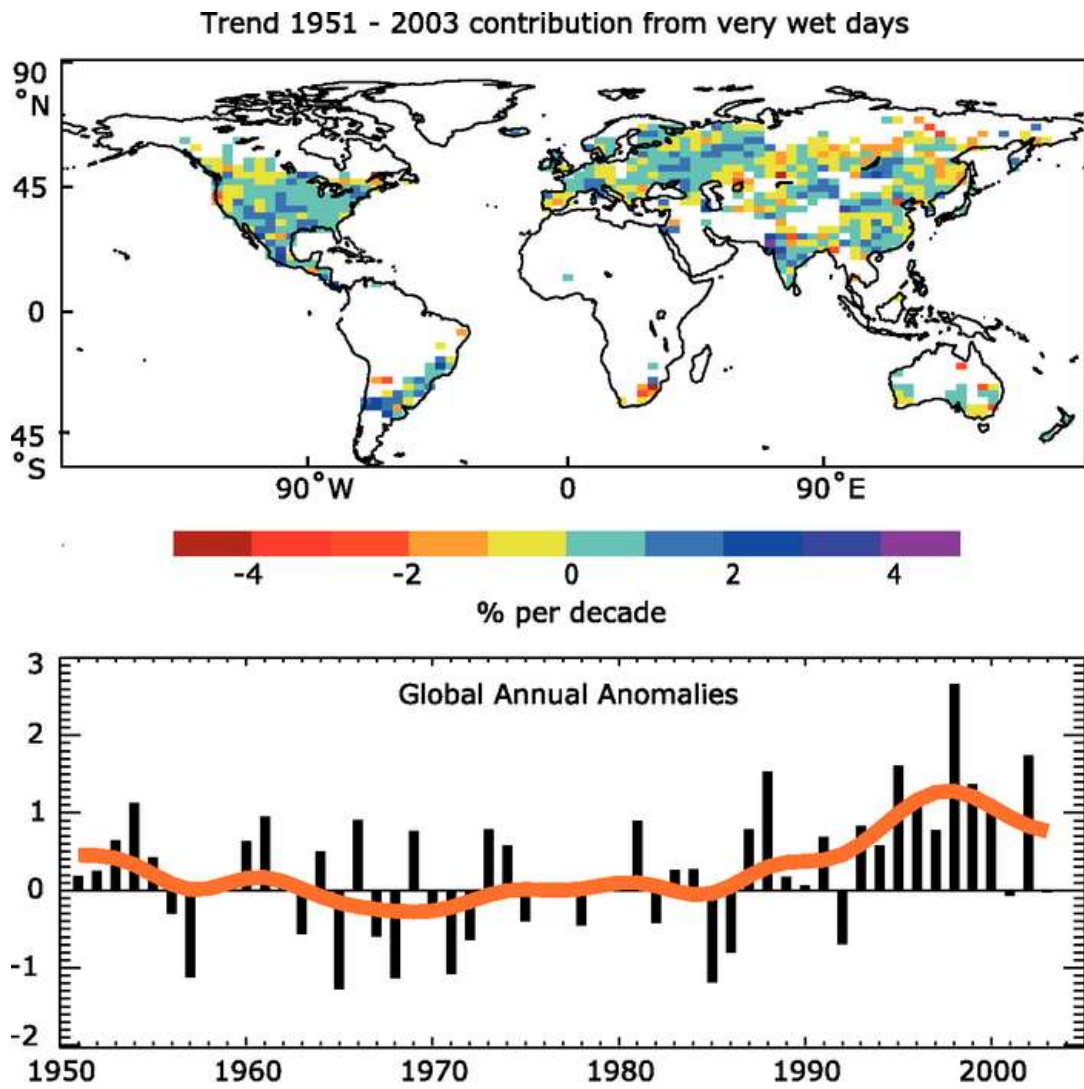 Trend 1951 - 2003 contribution from very wet days
90
°N
45
0
45
°S
90°W 0 90°E
-4 -2 0 2 4
% per decade
3
Global Annual Anomalies
2
1
0
-1
-2
1950 1960 1970 1980 1990 2000